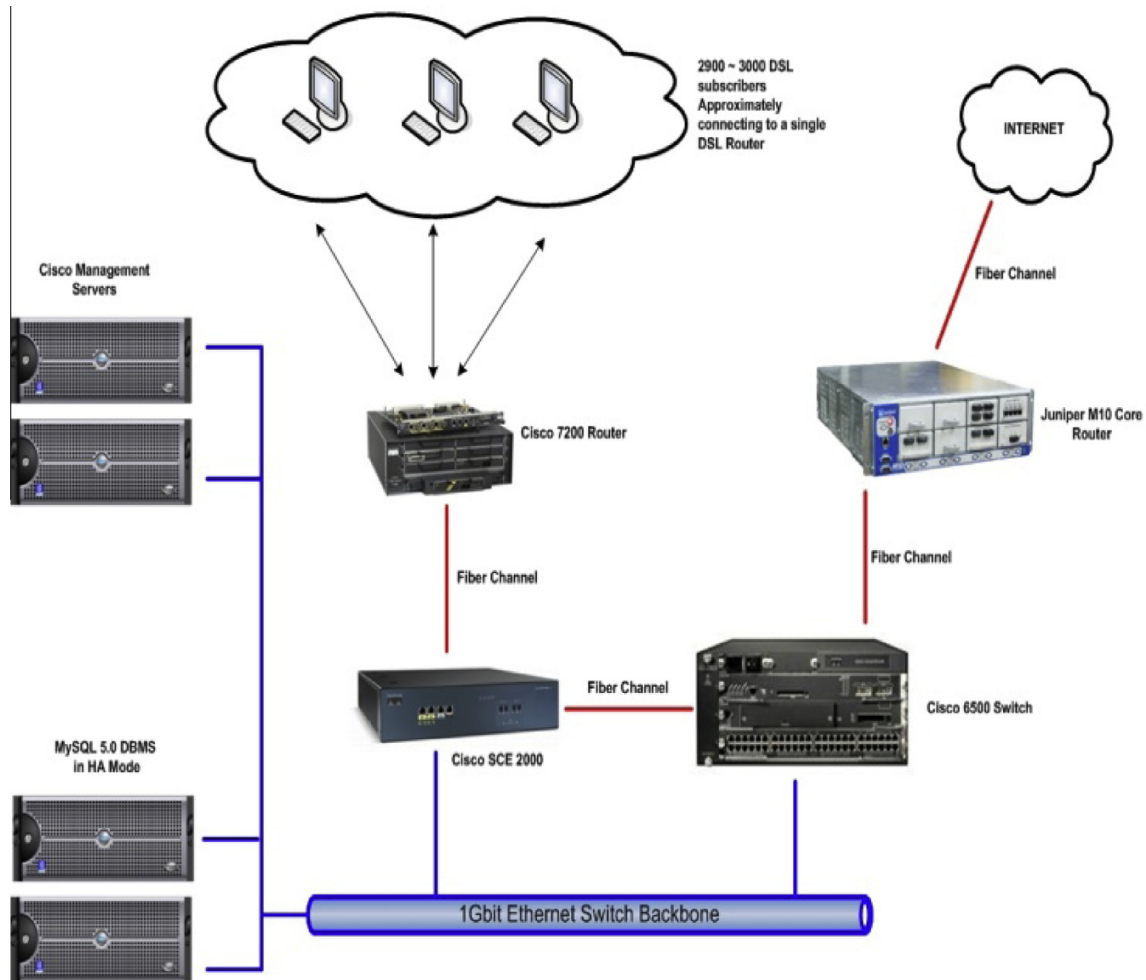 2900 ~ 3000 DSL
subscribers
Approximately
connecting to a single
DSL Router
INTERNET
Cisco Management
Servers
Fiber Channel
Cisco 7200 Router
Juniper M10 Core
Router
Fiber Channel
Fiber Channel
Fiber Channel
Cisco 6500 Switch
MySQL 5.0 DBMS
in HA Mode
Cisco SCE 2000
1Gbit Ethernet Switch Backbone